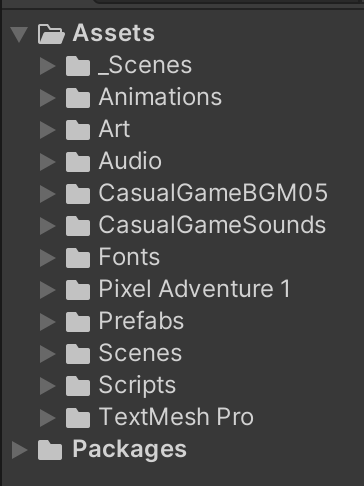 Assets
_Scenes
Animations
Art
Audio
CasualGameBGM05
CasualGameSounds
Fonts
Pixel Adventure 1
Prefabs
Scenes
Scripts
TextMesh Pro
Packages